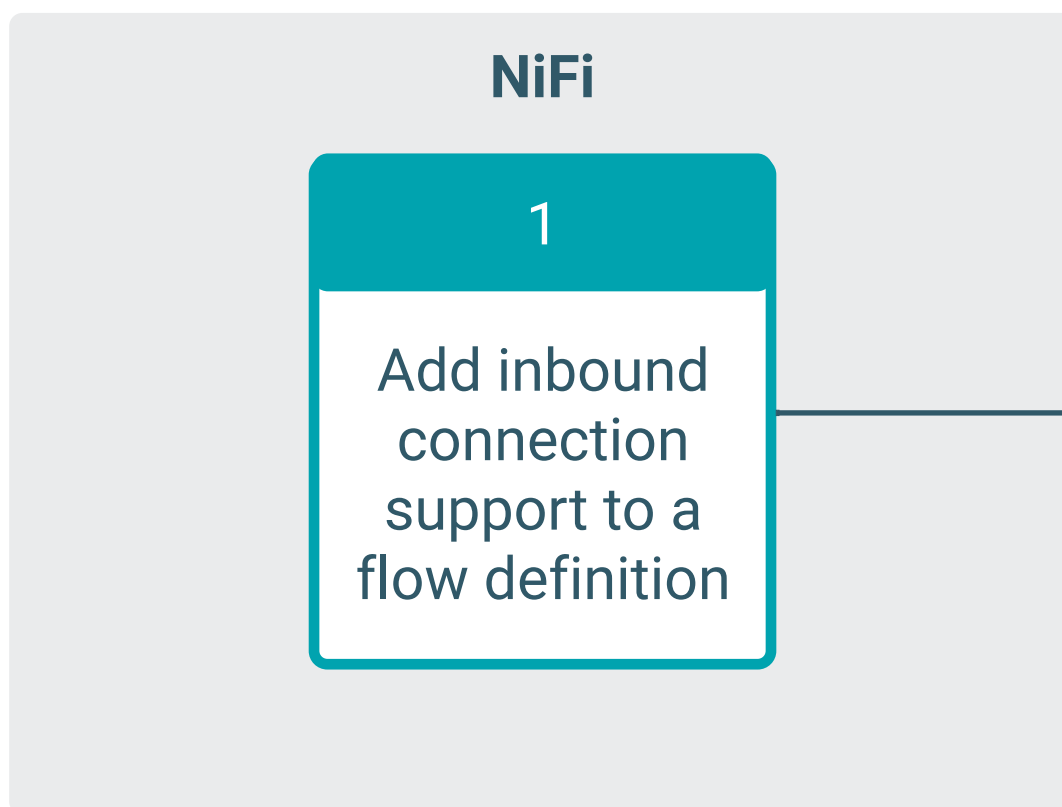 NiFi
1
Add inbound
connection
support to a
flow definition